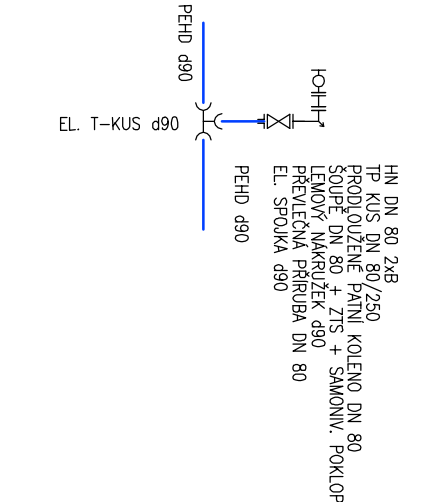 PEHD d90
EL. T-KUS d90
PEHD d90
HN DN 80 2xB
TP KUS DN 80/250
PRODLOUŽENÉ PATNÍ KOLENO DN 80
ŠOUPĚ DN 80 + ZTS + SAMONIV. POKLOP
LEMOVÝ NÁKRUŽEK d90
PŘEVLEČNÁ PŘÍRUBA DN 80
EL. SPOJKA d90